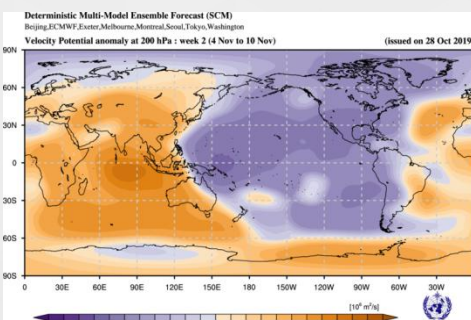 Deterministic Multi-Model Ensemble Forecast (SCM)
Beijing,ECMWF,Exeter,Melbourne,Montreal,Seoul,Tokyo,Washington
Velocity Potential anomaly at 200 hPa : week 2 (4 Nov to 10 Nov) (issued on 28 Oct 2019)
90N
60N
30N
0
30S
60S
90S
0 30E 60E 90E 120E 150E 180 150W 120W 90W 60W 30W
[10⁶ m²/s]